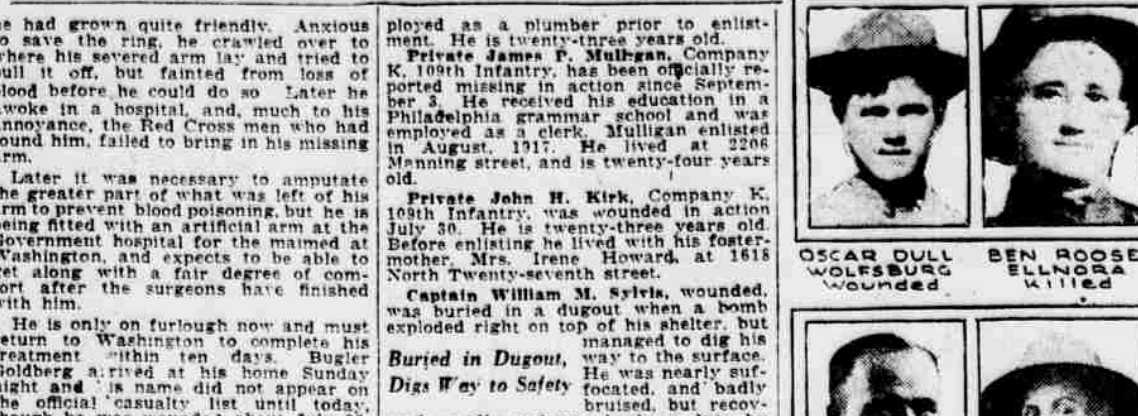 he had grown quite friendly. Anxious
to save the ring, he crawled over to
where his severed arm lay and tried to
pull it off, but fainted from loss of
blood before he could do so Later he
awoke in a hospital, and, much to his
annoyance, the Red Cross men who had
found him, failed to bring in his missing
arm.
Later it was necessary to amputate
the greater part of what was left of his
arm to prevent blood poisoning, but he is
being fitted with an artificial arm at the
Government hospital for the maimed at
Washington, and expects to be able to
get along with a fair degree of com-
fort after the surgeons have finished
with him.
He is only on furlough now and must
return to Washington to complete his
treatment within ten days. Bugler
Goldberg arrived at his home Sunday
night and his name did not appear on
the official casualty list until today,
though he was wounded
ployed as a plumber prior to enlist-
ment. He is twenty-three years old.
Private James P. Mulligan, Company
K, 109th Infantry, has been officially re-
ported missing in action since Septem-
ber 3. He received his education in a
Philadelphia grammar school and was
employed as a clerk. Mulligan enlisted
in August, 1917. He lived at 2206
Manning street, and is twenty-four years
old.
Private John H. Kirk, Company K,
109th Infantry, was wounded in action
July 30. He is twenty-three years old.
Before enlisting he lived with his foster-
mother, Mrs. Irene Howard, at 1618
North Twenty-seventh street.
Captain William M. Sylvis, wounded,
was buried in a dugout when a bomb
exploded right on top of his shelter, but
managed to dig his
way to the surface.
He was nearly suf-
focated, and badly
bruised, but recov-
Buried in Dugout,
Digs Way to Safety
OSCAR DULL
WOLFSBURG
Wounded
BEN ROOSE
ELLNORA
Killed